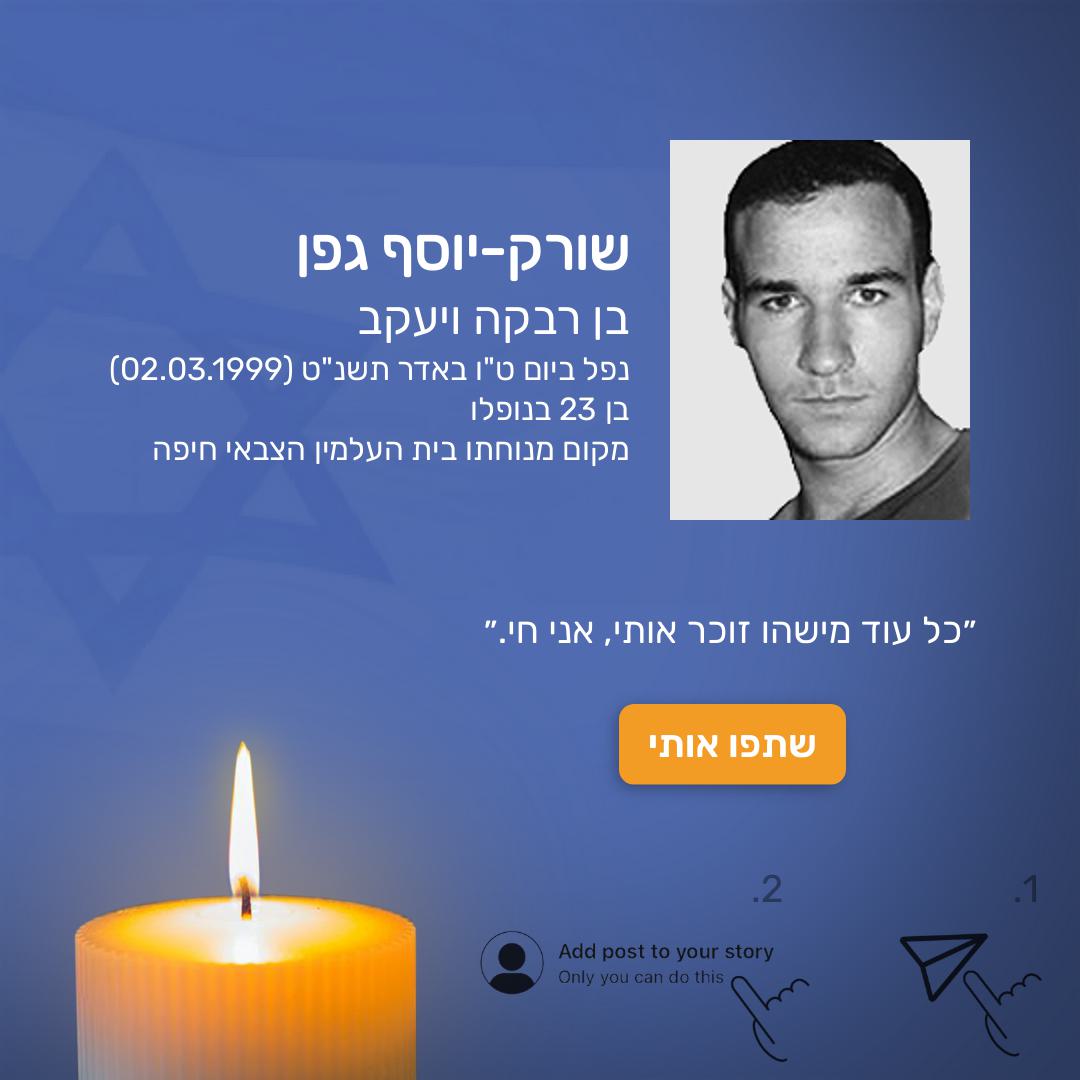 שורק-יוסף גפן
בן רבקה ויעקב
נפל ביום ט"ו באדר תשנ"ט (02.03.1999)
בן 23 בנופלו
מקום מנוחתו בית העלמין הצבאי חיפה
״כל עוד מישהו זוכר אותי, אני חי.״
שתפו אותי
.1
.2
Add post to your story
Only you can do this